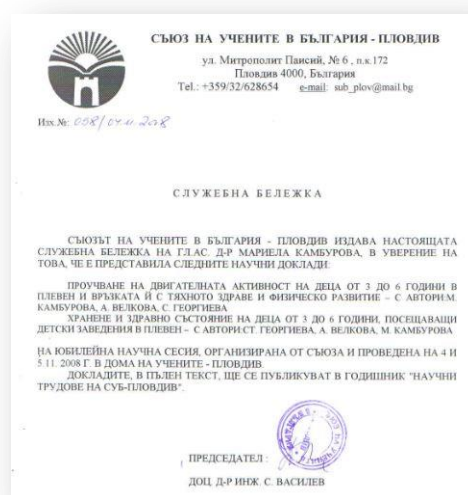 СЪЮЗ НА УЧЕНИТЕ В БЪЛГАРИЯ - ПЛОВДИВ
ул. Митрополит Паисий, № 6 , п.к.172
Пловдив 4000, България
Tel.: +359/32/628654 e-mail: sub_plov@mail.bg
Изх.№: 058/04.11.2008
СЛУЖЕБНА БЕЛЕЖКА
СЪЮЗЪТ НА УЧЕНИТЕ В БЪЛГАРИЯ - ПЛОВДИВ ИЗДАВА НАСТОЯЩАТА
СЛУЖЕБНА БЕЛЕЖКА НА ГЛ.АС. Д-Р МАРИЕЛА КАМБУРОВА, В УВЕРЕНИЕ НА
ТОВА, ЧЕ Е ПРЕДСТАВИЛА СЛЕДНИТЕ НАУЧНИ ДОКЛАДИ:
ПРОУЧВАНЕ НА ДВИГАТЕЛНАТА АКТИВНОСТ НА ДЕЦА ОТ 3 ДО 6 ГОДИНИ В
ПЛЕВЕН И ВРЪЗКАТА Й С ТЯХНОТО ЗДРАВЕ И ФИЗИЧЕСКО РАЗВИТИЕ – С АВТОРИ:М.
КАМБУРОВА, А. ВЕЛКОВА, С. ГЕОРГИЕВА
ХРАНЕНЕ И ЗДРАВНО СЪСТОЯНИЕ НА ДЕЦА ОТ 3 ДО 6 ГОДИНИ, ПОСЕЩАВАЩИ
ДЕТСКИ ЗАВЕДЕНИЯ В ПЛЕВЕН – С АВТОРИ:СТ. ГЕОРГИЕВА, А. ВЕЛКОВА, М. КАМБУРОВА
НА ЮБИЛЕЙНА НАУЧНА СЕСИЯ, ОРГАНИЗИРАНА ОТ СЪЮЗА И ПРОВЕДЕНА НА 4 И
5.11. 2008 Г. В ДОМА НА УЧЕНИТЕ - ПЛОВДИВ.
ДОКЛАДИТЕ, В ПЪЛЕН ТЕКСТ, ЩЕ СЕ ПУБЛИКУВАТ В ГОДИШНИК "НАУЧНИ
ТРУДОВЕ НА СУБ-ПЛОВДИВ".
ПРЕДСЕДАТЕЛ :
ДОЦ. Д-Р ИНЖ. С. ВАСИЛЕВ